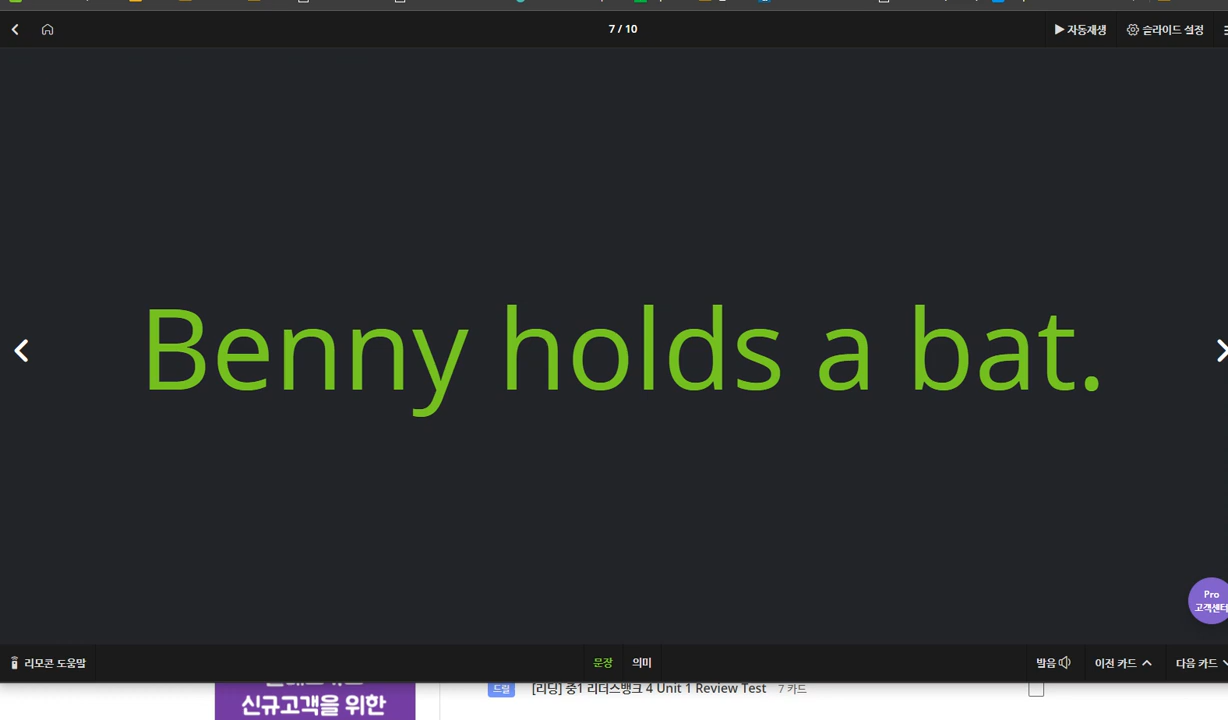 7 / 10
자동재생
슬라이드 설정
Benny holds a bat.
Pro
고객센터
리모콘 도움말
문장
의미
발음
이전 카드
다음 카드
신규고객을 위한
드릴
[리딩] 중1 리더스뱅크 4 Unit 1 Review Test 7 카드